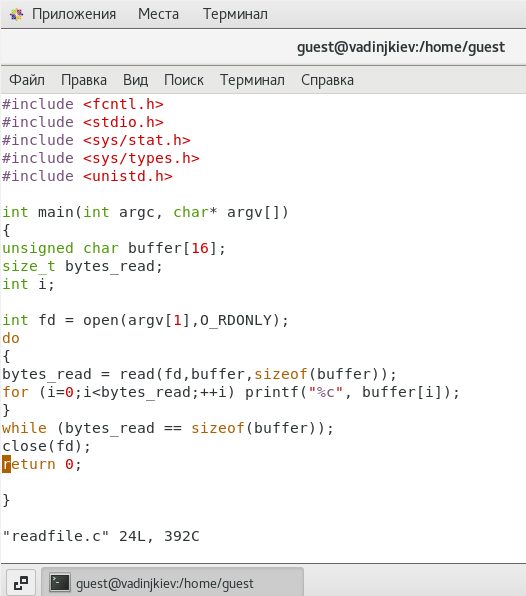 Приложения Места Терминал
guest@vadinjkiev:/home/guest
Файл Правка Вид Поиск Терминал Справка
#include <fcntl.h>
#include <stdio.h>
#include <sys/stat.h>
#include <sys/types.h>
#include <unistd.h>
int main(int argc, char* argv[])
{
unsigned char buffer[16];
size_t bytes_read;
int i;
int fd = open(argv[1],O_RDONLY);
do
{
bytes_read = read(fd,buffer,sizeof(buffer));
for (i=0;i<bytes_read;++i) printf("%c", buffer[i]);
}
while (bytes_read == sizeof(buffer));
close(fd);
return 0;
}
"readfile.c" 24L, 392C
guest@vadinjkiev:/home/guest